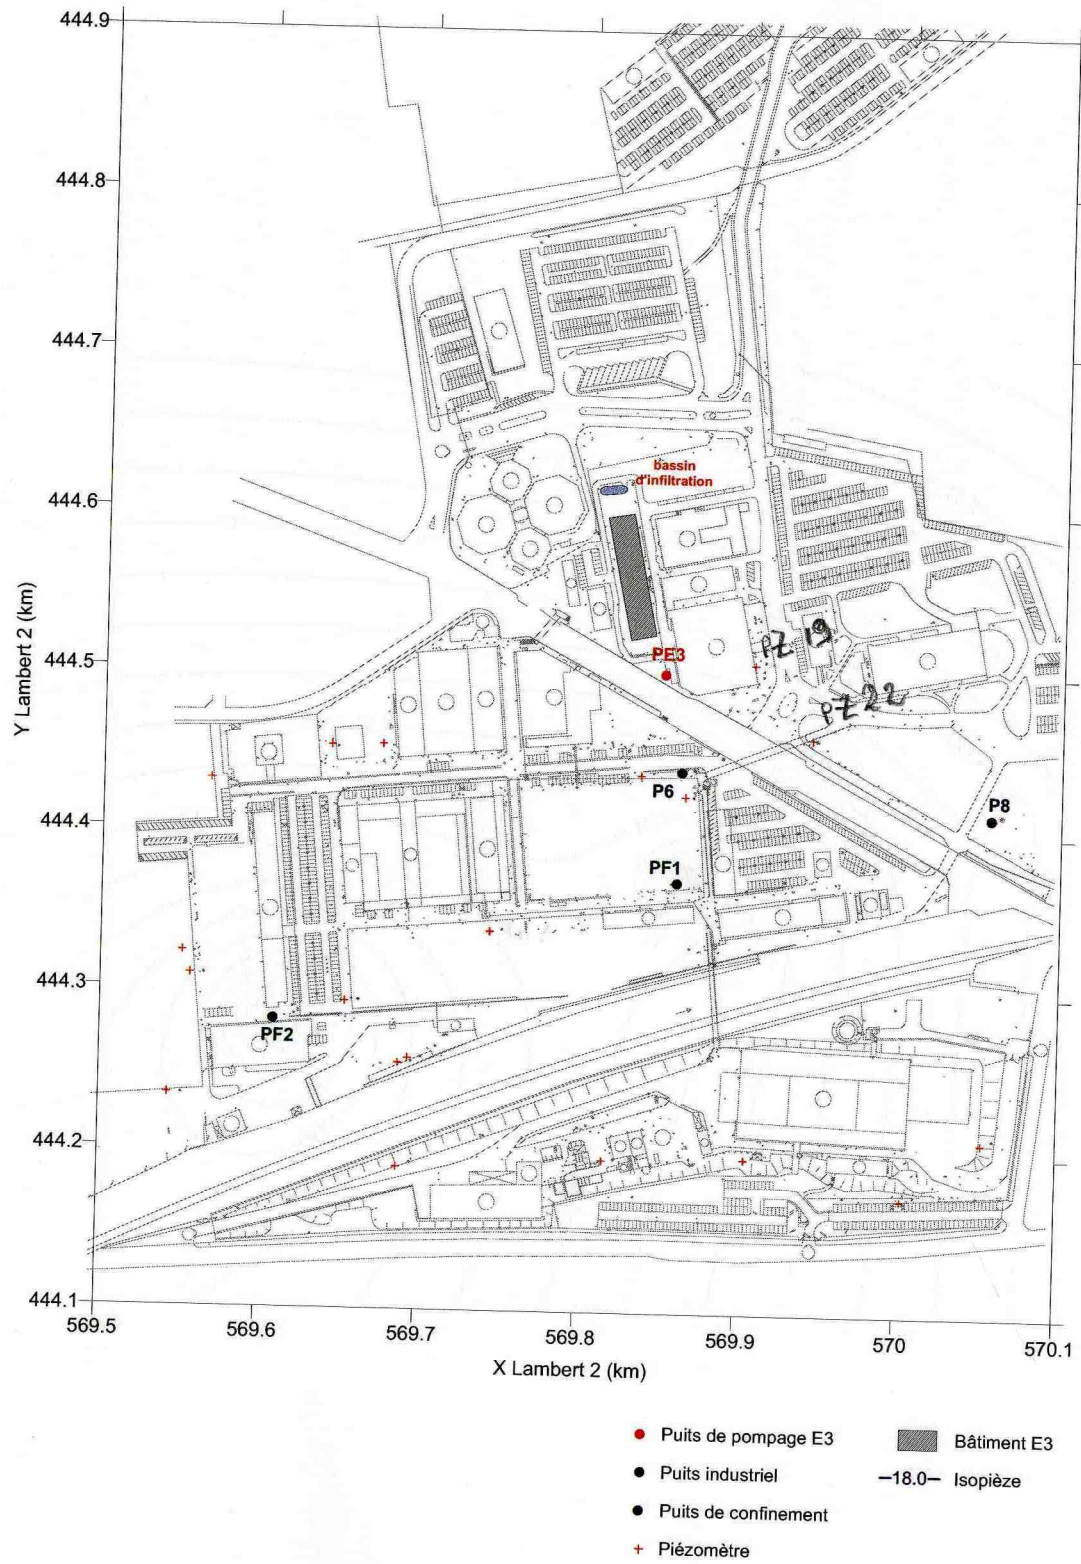 444.9
444.8
444.7
444.6
444.5
444.4
444.3
444.2
444.1
Y Lambert 2 (km)
bassin
d'infiltration
PE3
PZ 19
PZ 22
P6
P8
PF1
PF2
569.5
569.6
569.7
569.8
569.9
570
570.1
X Lambert 2 (km)
Puits de pompage E3
Bâtiment E3
Puits industriel
–18.0– Isopièze
Puits de confinement
Piézomètre